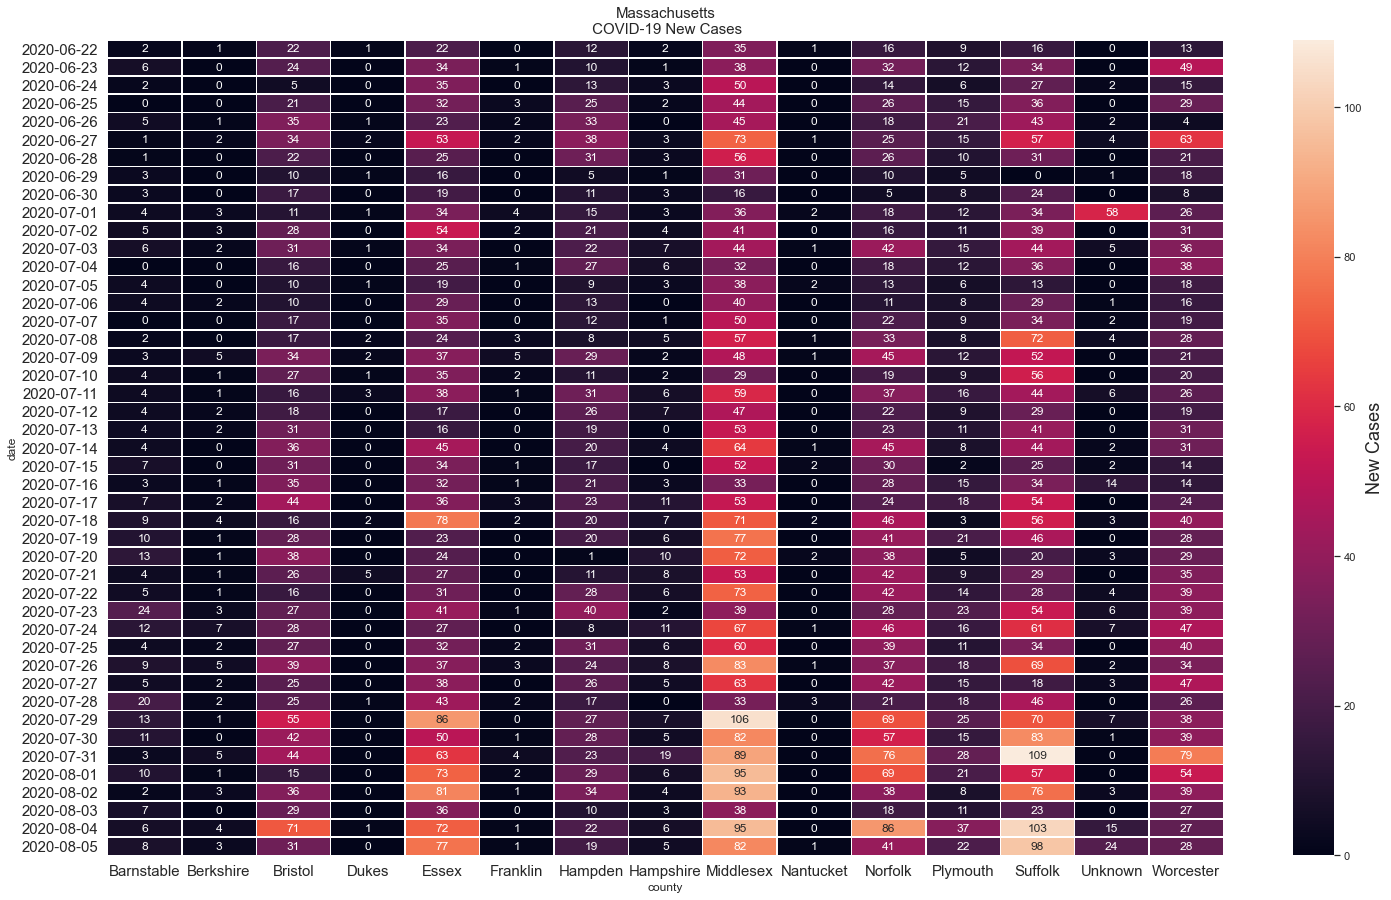 Massachusetts
COVID-19 New Cases
2020-06-22 2 1 22 1 22 0 12 2 35 1 16 9 16 0 13
2020-06-23 6 0 24 0 34 1 10 1 38 0 32 12 34 0 49
2020-06-24 2 0 5 0 35 0 13 3 50 0 14 6 27 2 15
2020-06-25 0 0 21 0 32 3 25 2 44 0 26 15 36 0 29
2020-06-26 5 1 35 1 23 2 33 0 45 0 18 21 43 2 4
2020-06-27 1 2 34 2 53 2 38 3 73 1 25 15 57 4 63
2020-06-28 1 0 22 0 25 0 31 3 56 0 26 10 31 0 21
2020-06-29 3 0 10 1 16 0 5 1 31 0 10 5 0 1 18
2020-06-30 3 0 17 0 19 0 11 3 16 0 5 8 24 0 8
2020-07-01 4 3 11 1 34 4 15 3 36 2 18 12 34 58 26
2020-07-02 5 3 28 0 54 2 21 4 41 0 16 11 39 0 31
2020-07-03 6 2 31 1 34 0 22 7 44 1 42 15 44 5 36
2020-07-04 0 0 16 0 25 1 27 6 32 0 18 12 36 0 38
2020-07-05 4 0 10 1 19 0 9 3 38 2 13 6 13 0 18
2020-07-06 4 2 10 0 29 0 13 0 40 0 11 8 29 1 16
2020-07-07 0 0 17 0 35 0 12 1 50 0 22 9 34 2 19
2020-07-08 2 0 17 2 24 3 8 5 57 1 33 8 72 4 28
2020-07-09 3 5 34 2 37 5 29 2 48 1 45 12 52 0 21
2020-07-10 4 1 27 1 35 2 11 2 29 0 19 9 56 0 20
2020-07-11 4 1 16 3 38 1 31 6 59 0 37 16 44 6 26
2020-07-12 4 2 18 0 17 0 26 7 47 0 22 9 29 0 19
2020-07-13 4 2 31 0 16 0 19 0 53 0 23 11 41 0 31
2020-07-14 4 0 36 0 45 0 20 4 64 1 45 8 44 2 31
2020-07-15 7 0 31 0 34 1 17 0 52 2 30 2 25 2 14
2020-07-16 3 1 35 0 32 1 21 3 33 0 28 15 34 14 14
2020-07-17 7 2 44 0 36 3 23 11 53 0 24 18 54 0 24
2020-07-18 9 4 16 2 78 2 20 7 71 2 46 3 56 3 40
2020-07-19 10 1 28 0 23 0 20 6 77 0 41 21 46 0 28
2020-07-20 13 1 38 0 24 0 1 10 72 2 38 5 20 3 29
2020-07-21 4 1 26 5 27 0 11 8 53 0 42 9 29 0 35
2020-07-22 5 1 16 0 31 0 28 6 73 0 42 14 28 4 39
2020-07-23 24 3 27 0 41 1 40 2 39 0 28 23 54 6 39
2020-07-24 12 7 28 0 27 0 8 11 67 1 46 16 61 7 47
2020-07-25 4 2 27 0 32 2 31 6 60 0 39 11 34 0 40
2020-07-26 9 5 39 0 37 3 24 8 83 1 37 18 69 2 34
2020-07-27 5 2 25 0 38 0 26 5 63 0 42 15 18 3 47
2020-07-28 20 2 25 1 43 2 17 0 33 3 21 18 46 0 26
2020-07-29 13 1 55 0 86 0 27 7 106 0 69 25 70 7 38
2020-07-30 11 0 42 0 50 1 28 5 82 0 57 15 83 1 39
2020-07-31 3 5 44 0 63 4 23 19 89 0 76 28 109 0 79
2020-08-01 10 1 15 0 73 2 29 6 95 0 69 21 57 0 54
2020-08-02 2 3 36 0 81 1 34 4 93 0 38 8 76 3 39
2020-08-03 7 0 29 0 36 0 10 3 38 0 18 11 23 0 27
2020-08-04 6 4 71 1 72 1 22 6 95 0 86 37 103 15 27
2020-08-05 8 3 31 0 77 1 19 5 82 1 41 22 98 24 28
Barnstable Berkshire Bristol Dukes Essex Franklin Hampden Hampshire Middlesex Nantucket Norfolk Plymouth Suffolk Unknown Worcester
county
date
100
80
60
40
20
0
New Cases